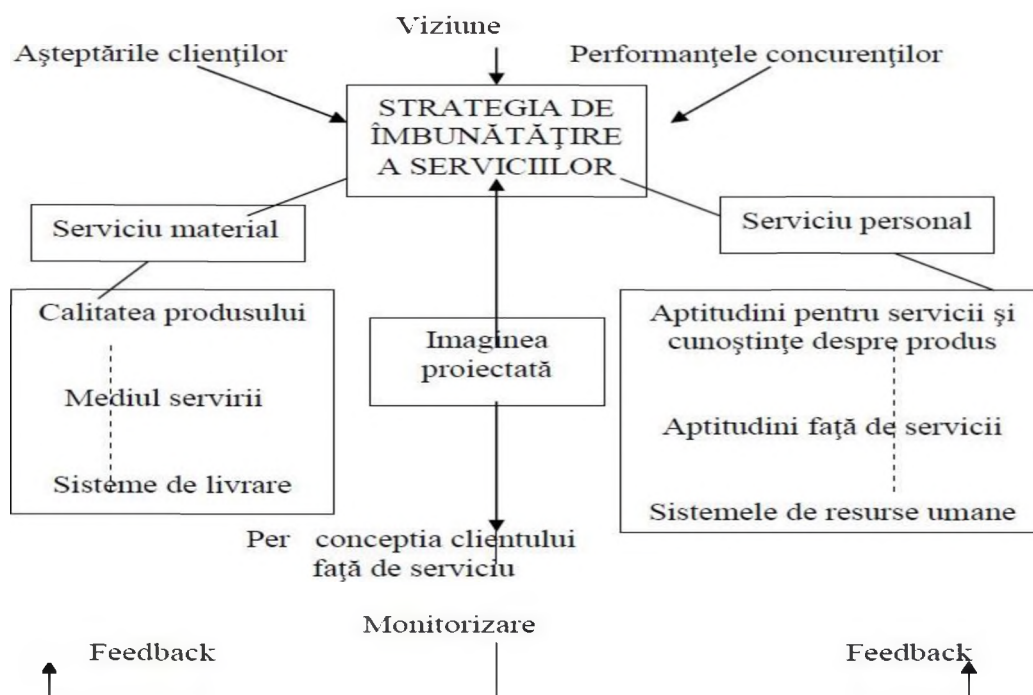 Viziune
Aşteptările clienţilor
Performanţele concurenţilor
STRATEGIA DE
ÎMBUNĂTĂŢIRE
A SERVICIILOR
Serviciu material
Serviciu personal
Calitatea produsului
Mediul servirii
Sisteme de livrare
Imaginea
proiectată
Aptitudini pentru servicii şi
cunoştinţe despre produs
Aptitudini faţă de servicii
Sistemele de resurse umane
Per conceptia clientului
faţă de serviciu
Monitorizare
Feedback
Feedback